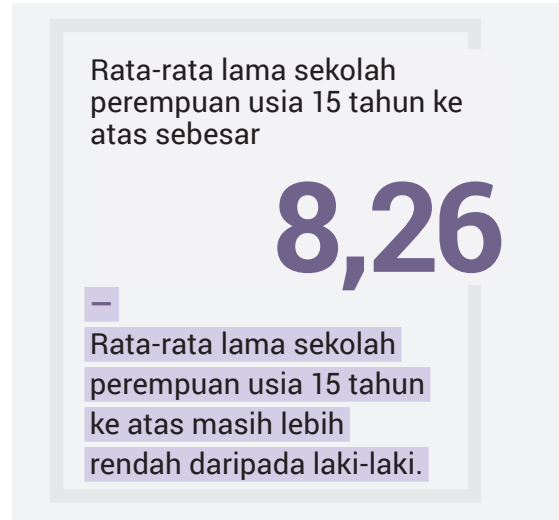 Rata-rata lama sekolah
perempuan usia 15 tahun ke
atas sebesar
8,26
–
Rata-rata lama sekolah
perempuan usia 15 tahun
ke atas masih lebih
rendah daripada laki-laki.